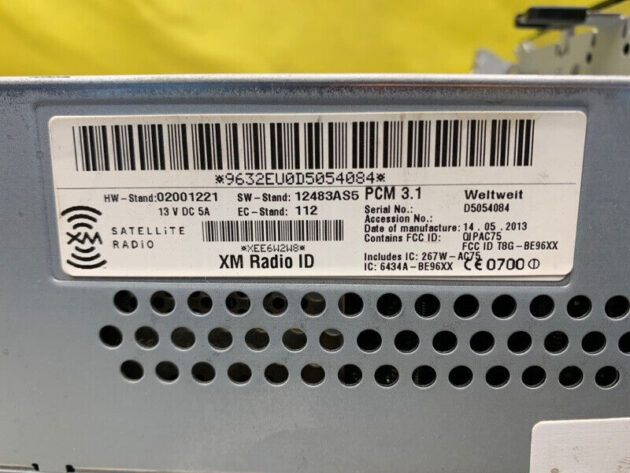 *9632EU0D5054084*
HW-Stand:02001221 SW-Stand: 12483AS5 PCM 3.1 Weltweit
13 V DC 5A EC-Stand: 112 Serial No.: D5054084
Accession No.:
XM SATELLITE RADIO
Date of manufacture: 14.05.2013
*XEE6W2W8*
Contains FCC ID: QIPAC75
FCC ID T8G-BE96XX
XM Radio ID
Includes IC: 267W-AC75
IC: 6434A-BE96XX CE 0700